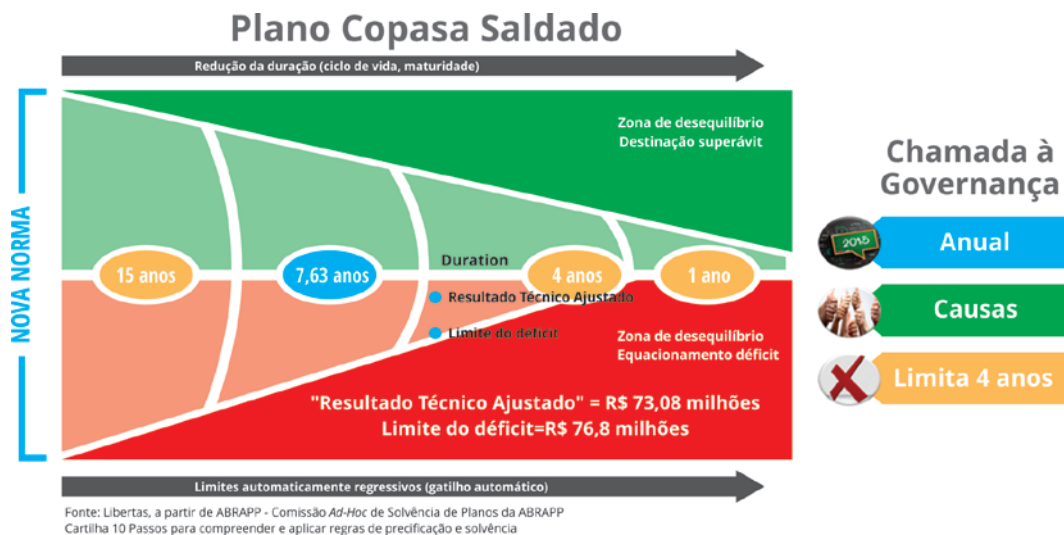 Plano Copasa Saldado
Redução da duração (ciclo de vida, maturidade)
NOVA NORMA
Zona de desequilíbrio
Destinação superávit
15 anos
7,63 anos
Duration
4 anos
1 ano
Resultado Técnico Ajustado
Limite do deficit
Zona de desequilíbrio
Equacionamento déficit
"Resultado Técnico Ajustado" = R$ 73,08 milhões
Limite do déficit=R$ 76,8 milhões
Limites automaticamente regressivos (gatilho automático)
Chamada à
Governança
2015
Anual
Causas
Limita 4 anos
Fonte: Libertas, a partir de ABRAPP - Comissão Ad-Hoc de Solvência de Planos da ABRAPP
Cartilha 10 Passos para compreender e aplicar regras de precificação e solvência